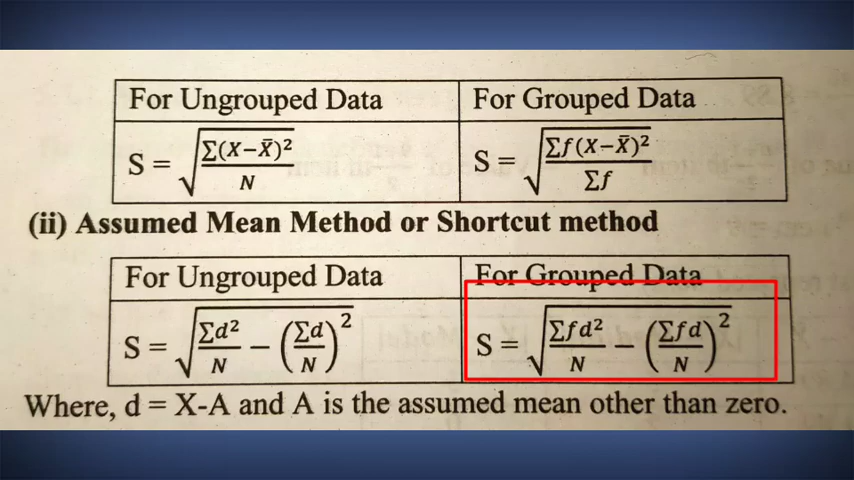 For Ungrouped Data For Grouped Data
S = √(Σ(X−X̄)²/N) S = √(Σf(X−X̄)²/Σf)
(ii) Assumed Mean Method or Shortcut method
For Ungrouped Data For Grouped Data
S = √(Σd²/N − (Σd/N)²) S = √(Σfd²/N − (Σfd/N)²)
Where, d = X-A and A is the assumed mean other than zero.